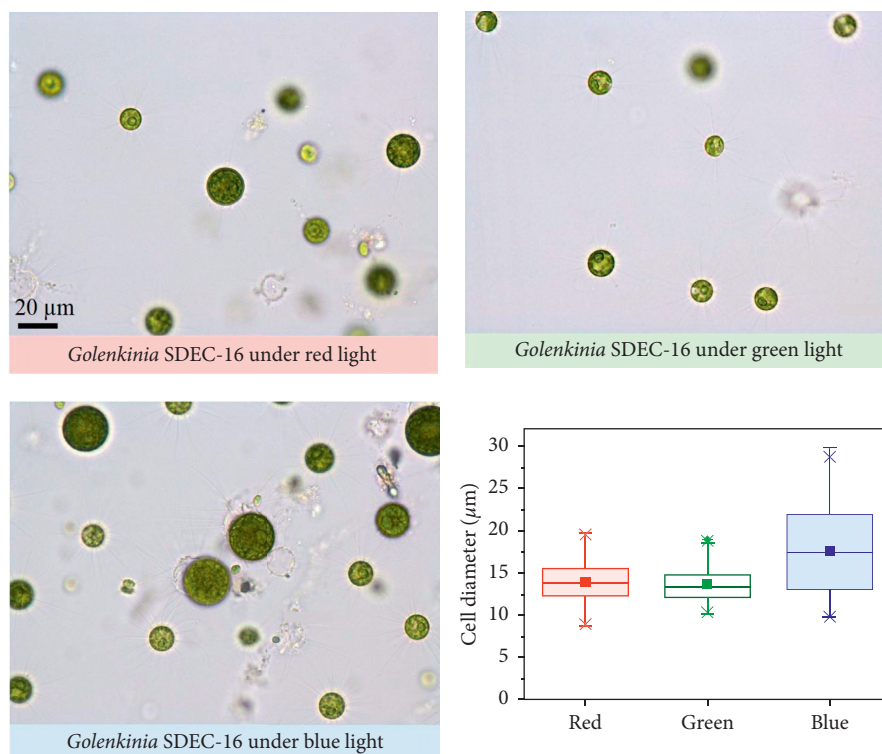 20 μm
Golenkinia SDEC-16 under red light
Golenkinia SDEC-16 under green light
Golenkinia SDEC-16 under blue light
Cell diameter (μm)
30
25
20
15
10
5
0
Red Green Blue